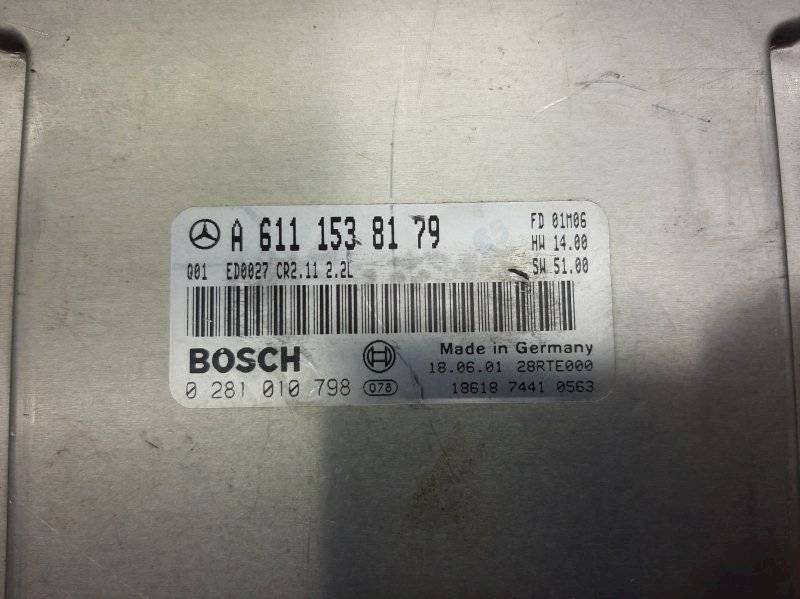 A 611 153 81 79
FD 01M06
HW 14.00
Q01 ED0027 CR2.11 2.2L
SW 51.00
BOSCH
Made in Germany
18.06.01 28RTE000
0 281 010 798 078
18618 7441 0563